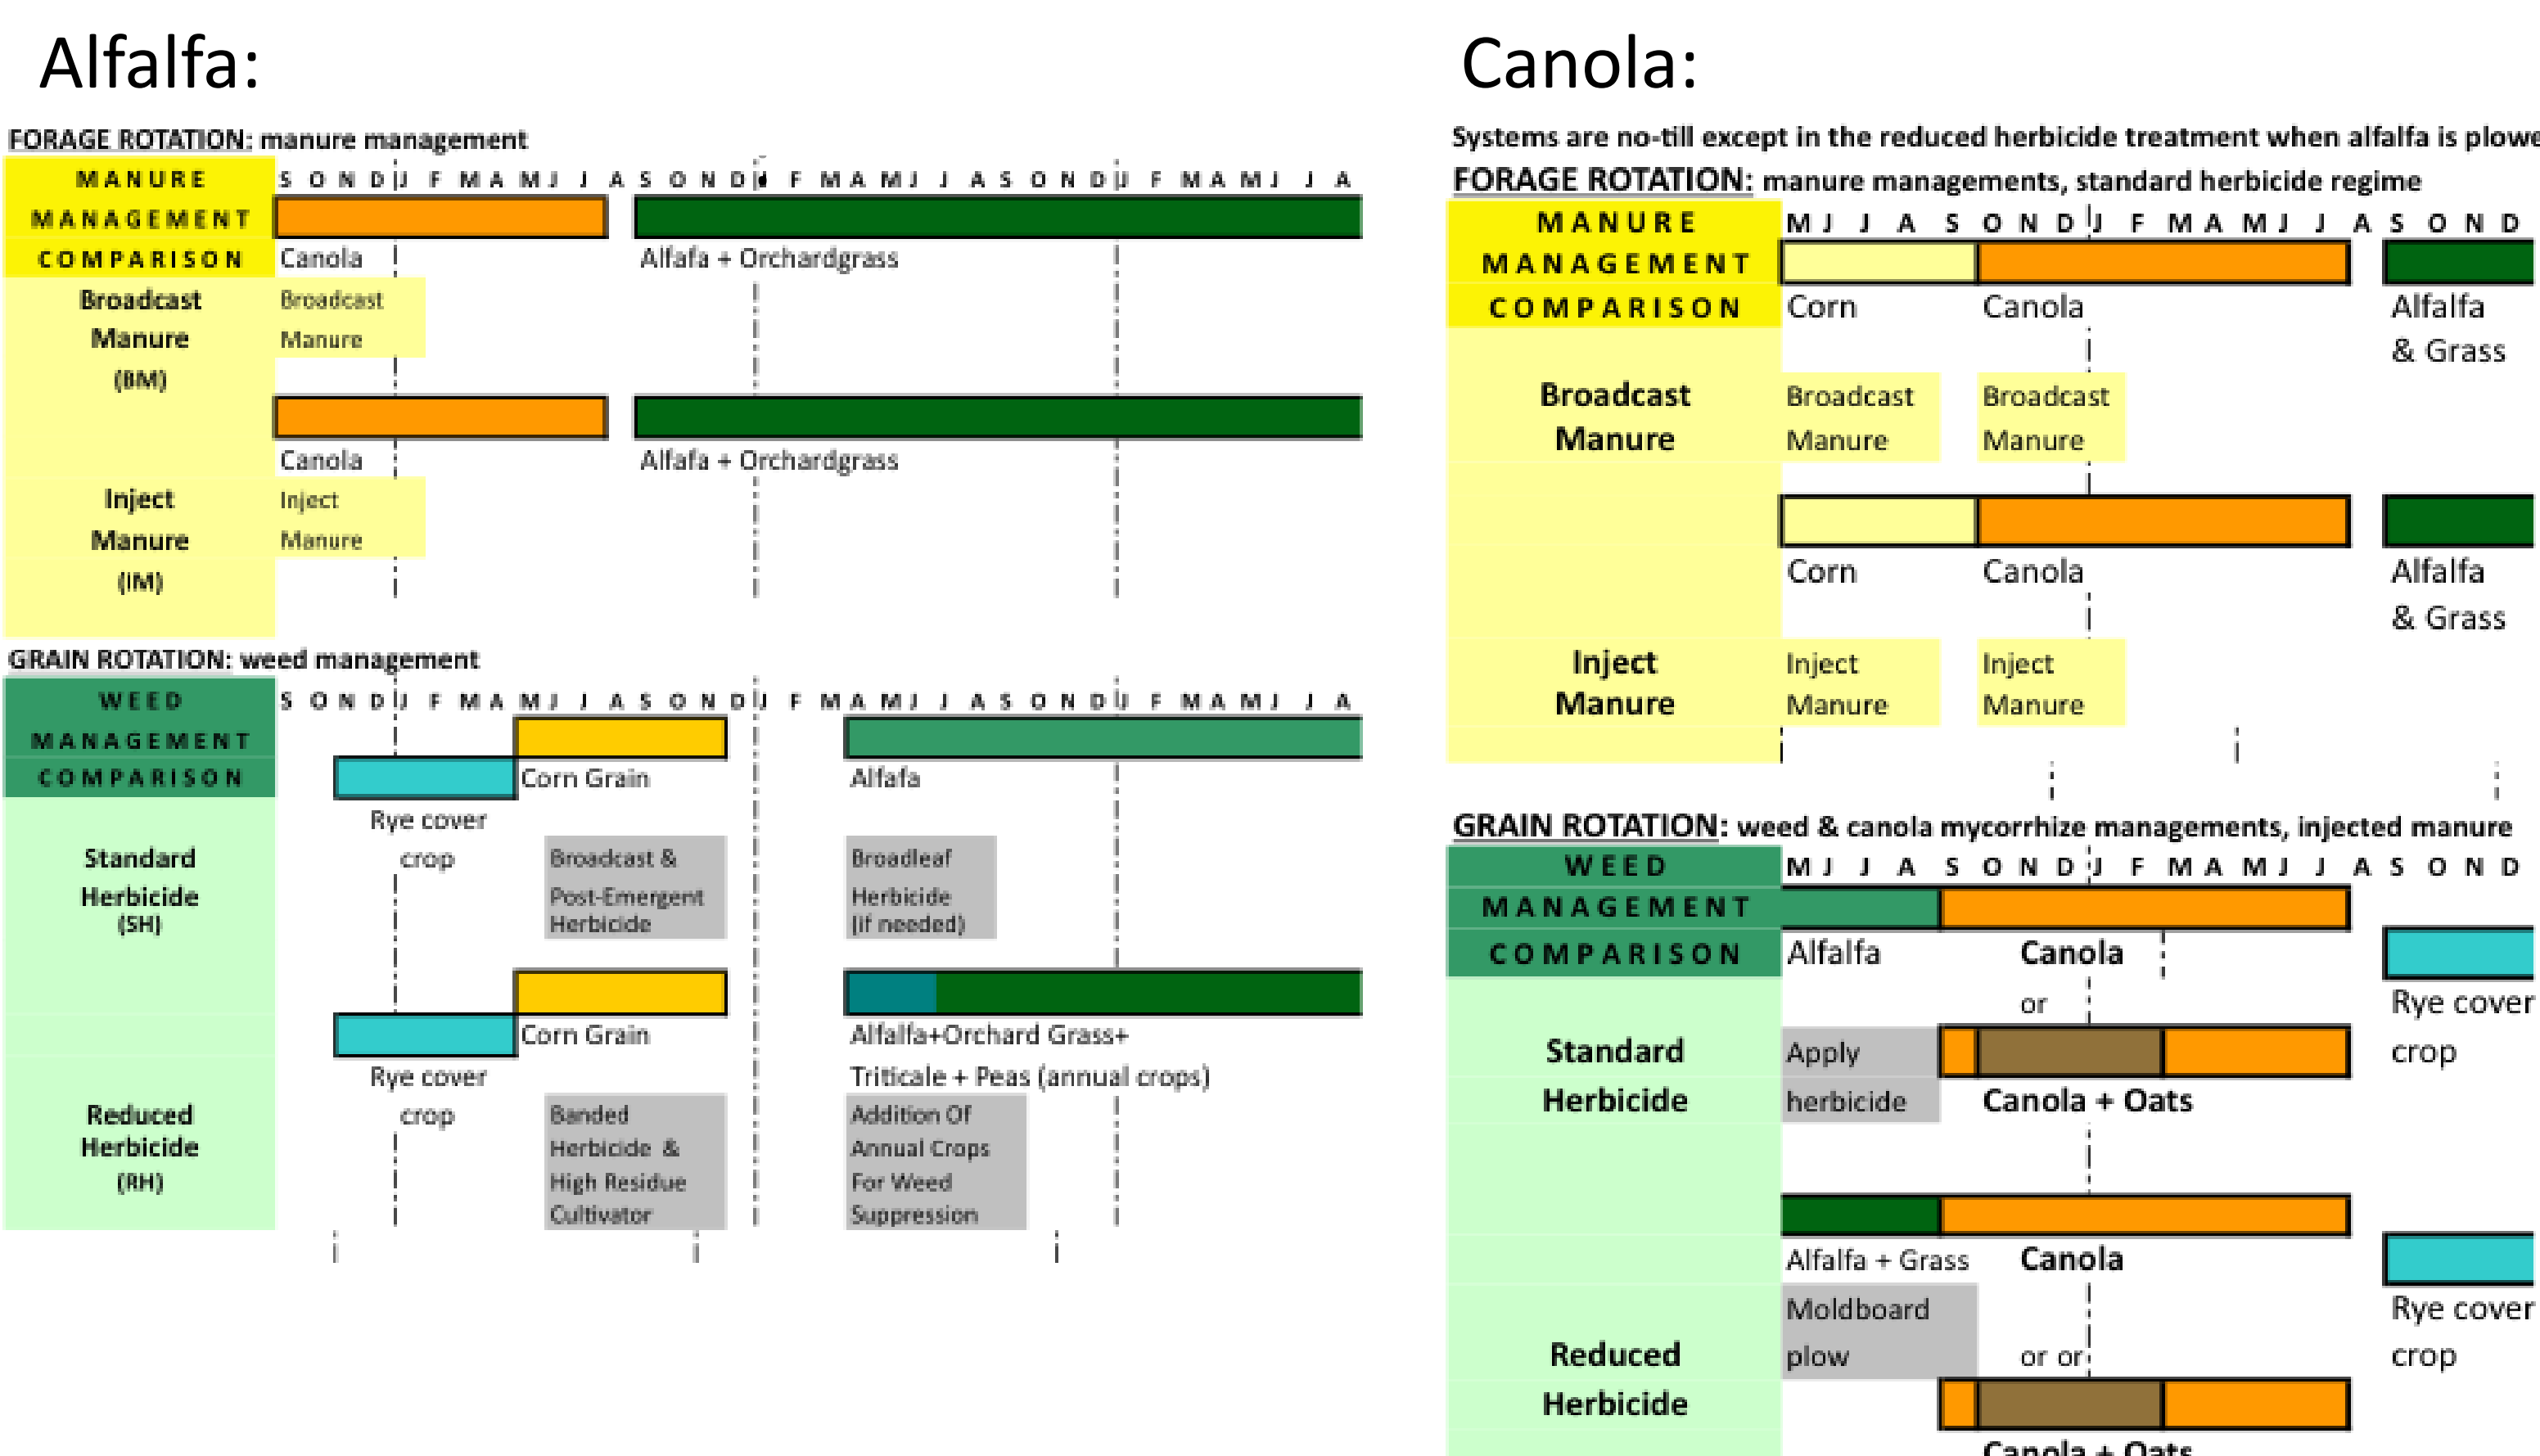 Alfalfa:
FORAGE ROTATION: manure management
MANURE S O N D J F M A M J J A S O N D F M A M J J A S O N D J F M A M J J A
MANAGEMENT
COMPARISON Canola Alfafa + Orchardgrass
Broadcast Broadcast
Manure Manure
(BM)
Canola Alfafa + Orchardgrass
Inject Inject
Manure Manure
(IM)
GRAIN ROTATION: weed management
WEED S O N D J F M A M J J A S O N D J F M A M J J A S O N D J F M A M J J A
MANAGEMENT
COMPARISON Corn Grain Alfafa
Rye cover
Standard crop Broadcast & Broadleaf
Herbicide Post-Emergent Herbicide
(SH) Herbicide (if needed)
Corn Grain Alfalfa+Orchard Grass+
Rye cover Triticale + Peas (annual crops)
Reduced crop Banded Addition Of
Herbicide Herbicide & Annual Crops
(RH) High Residue For Weed
Cultivator Suppression
Canola:
Systems are no-till except in the reduced herbicide treatment when alfalfa is plowe
FORAGE ROTATION: manure managements, standard herbicide regime
MANURE M J J A S O N D J F M A M J J A S O N D
MANAGEMENT
COMPARISON Corn Canola Alfalfa
& Grass
Broadcast Broadcast Broadcast
Manure Manure Manure
Corn Canola Alfalfa
& Grass
Inject Inject Inject
Manure Manure Manure
GRAIN ROTATION: weed & canola mycorrhize managements, injected manure
WEED M J J A S O N D J F M A M J J A S O N D
MANAGEMENT
COMPARISON Alfalfa Canola
or Rye cover
Standard Apply crop
Herbicide herbicide Canola + Oats
Alfalfa + Grass Canola
Moldboard Rye cover
Reduced plow or or crop
Herbicide
Canola + Oats